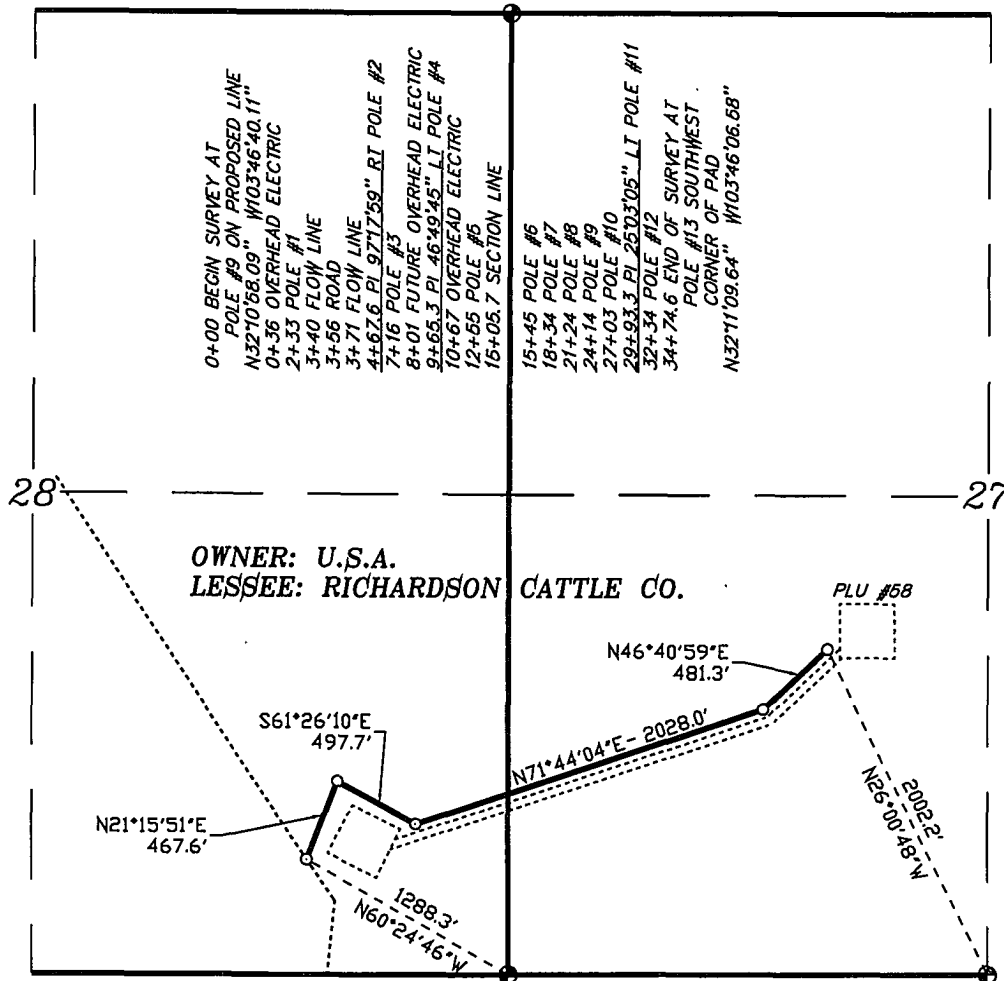 0+00 BEGIN SURVEY AT
POLE #9 ON PROPOSED LINE
N32°10'58.09" W103°46'40.11"
0+36 OVERHEAD ELECTRIC
2+33 POLE #1
3+40 FLOW LINE
3+56 ROAD
3+71 FLOW LINE
4+67.6 PI 97°17'59" RT POLE #2
7+16 POLE #3
8+01 FUTURE OVERHEAD ELECTRIC
9+65.3 PI 46°49'45" LT POLE #4
10+67 OVERHEAD ELECTRIC
12+55 POLE #5
16+05.7 SECTION LINE
15+45 POLE #6
18+34 POLE #7
21+24 POLE #8
24+14 POLE #9
27+03 POLE #10
29+93.3 PI 25°03'05" LT POLE #11
32+34 POLE #12
34+74.6 END OF SURVEY AT
POLE #13 SOUTHWEST
CORNER OF PAD
N32°11'09.64" W103°46'06.68"
28
27
OWNER: U.S.A.
LESSEE: RICHARDSON CATTLE CO.
PLU #68
N46°40'59"E
481.3'
S61°26'10"E
497.7'
N71°44'04"E- 2028.0'
N21°15'51"E
467.6'
2002.2'
N26°00'48"W
1288.3'
N60°24'46"W